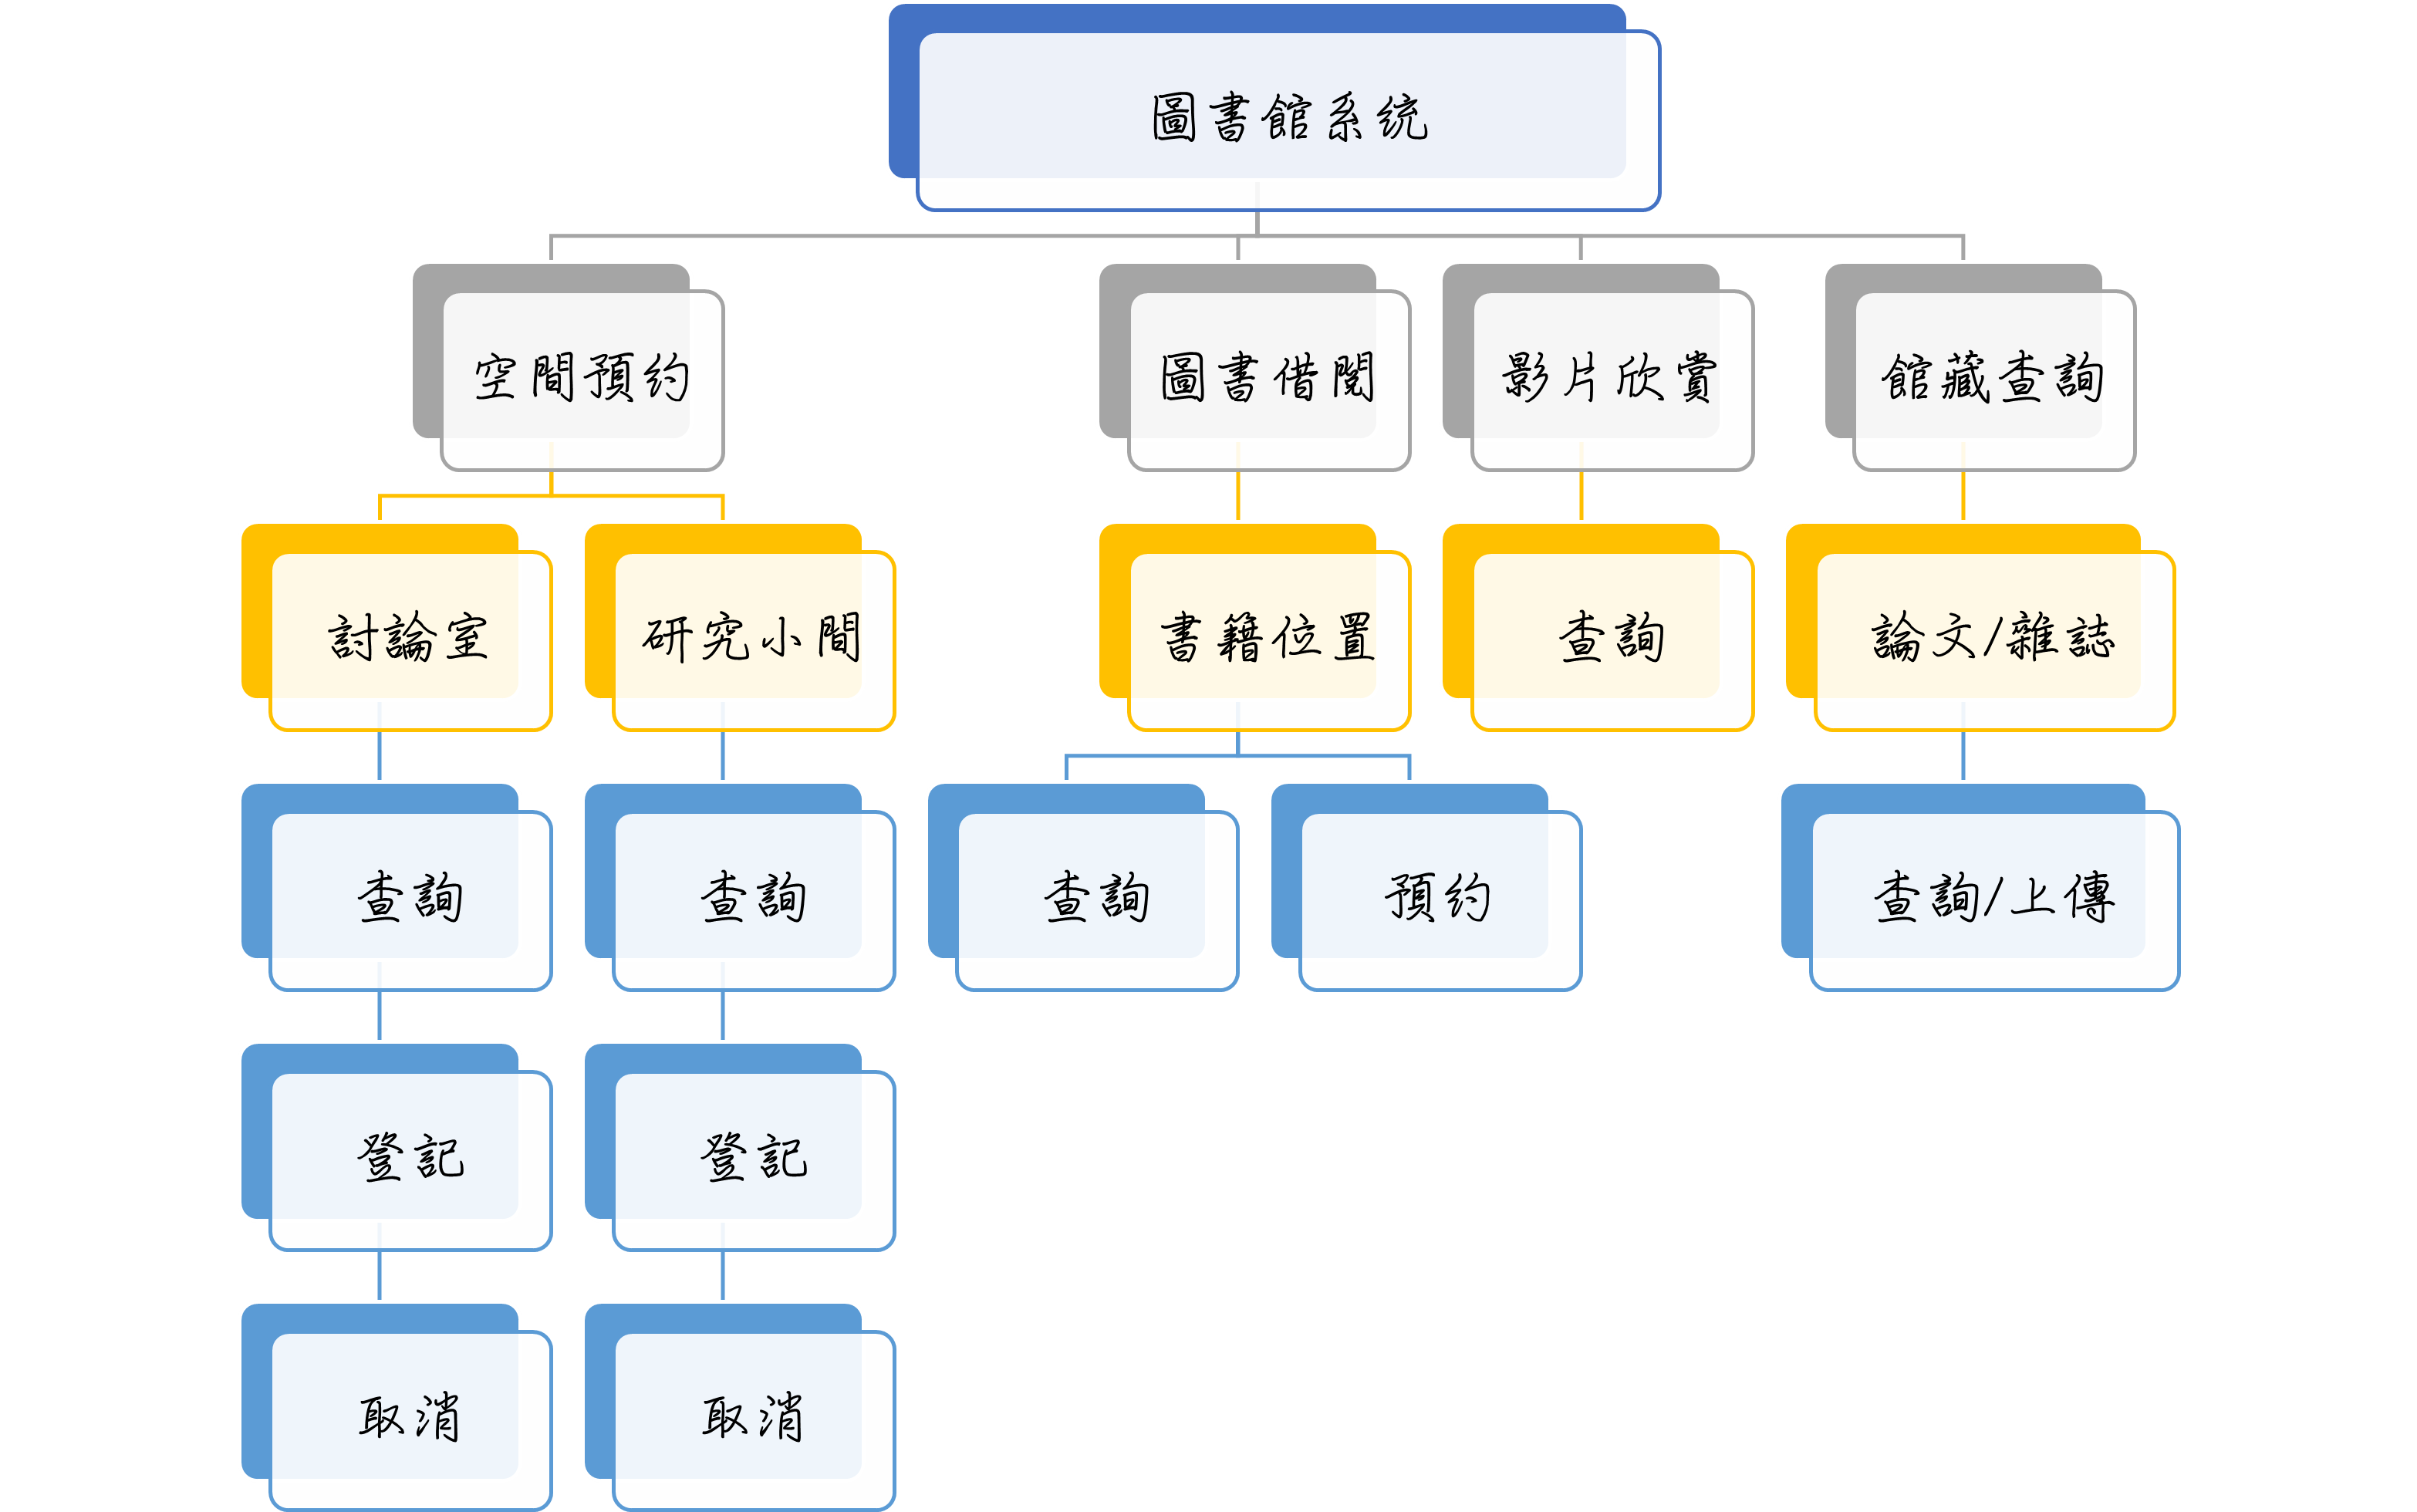 圖書館系統
空間預約
圖書借閱
影片欣賞
館藏查詢
討論室
研究小間
書籍位置
查詢
論文/雜誌
查詢
查詢
查詢
預約
查詢/上傳
登記
登記
取消
取消